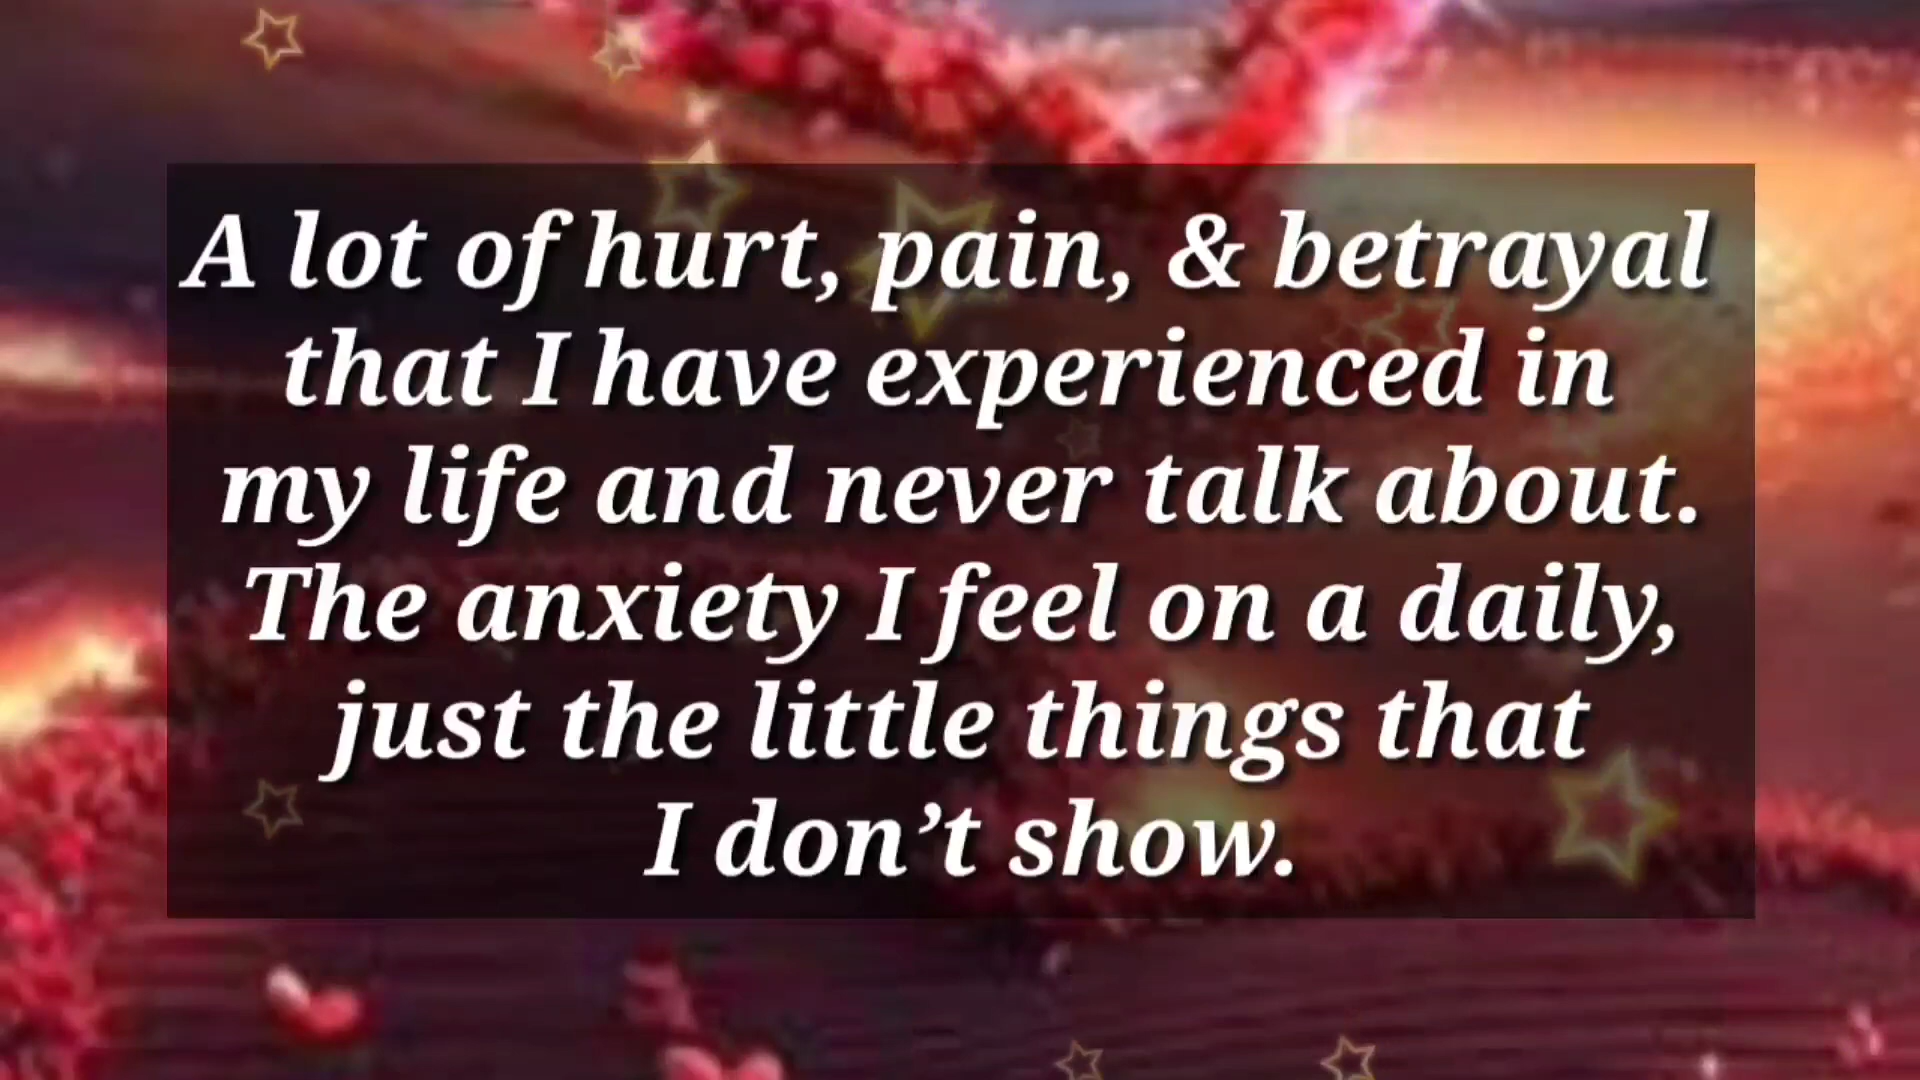 A lot of hurt, pain, & betrayal
that I have experienced in
my life and never talk about.
The anxiety I feel on a daily,
just the little things that
I don’t show.